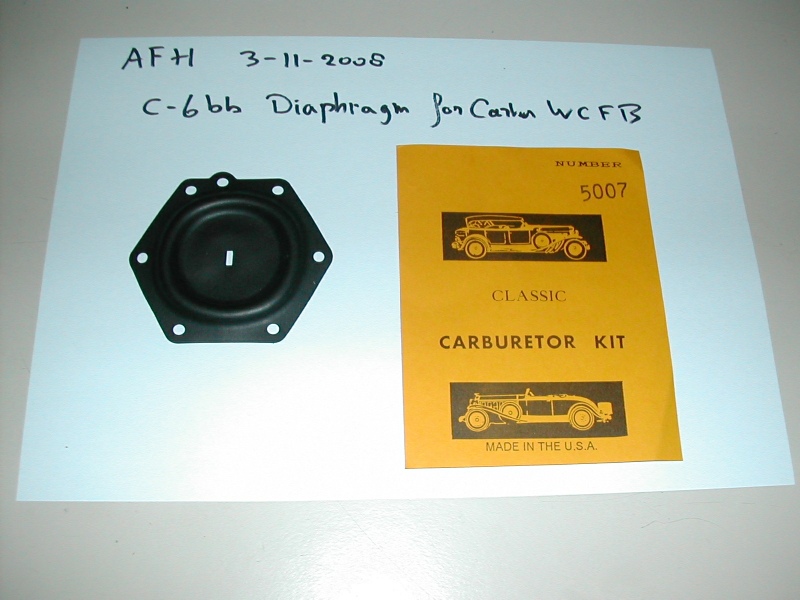 AFH 3-11-2008
C-6bb Diaphragm for Carter WCFB
NUMBER
5007
CLASSIC
CARBURETOR KIT
MADE IN THE U.S.A.